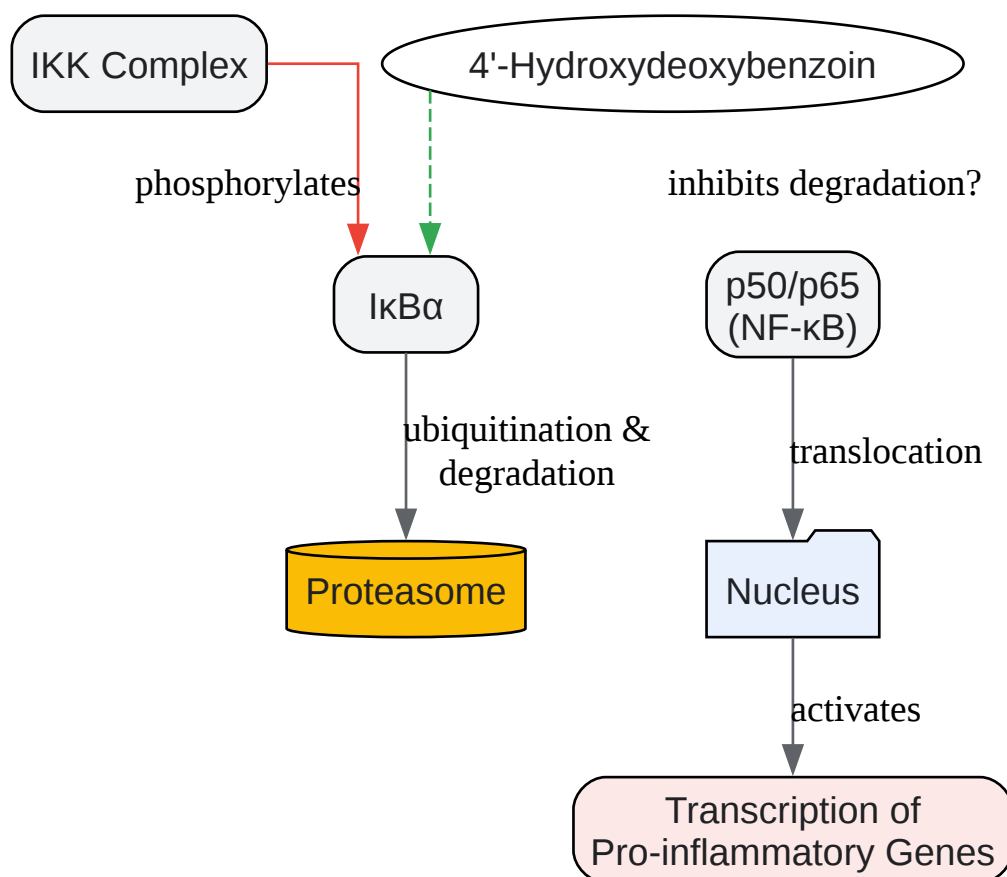 IKK Complex
4'-Hydroxydeoxybenzoin
phosphorylates
inhibits degradation?
IκBα
p50/p65
(NF-κB)
ubiquitination &
degradation
translocation
Proteasome
Nucleus
activates
Transcription of
Pro-inflammatory Genes